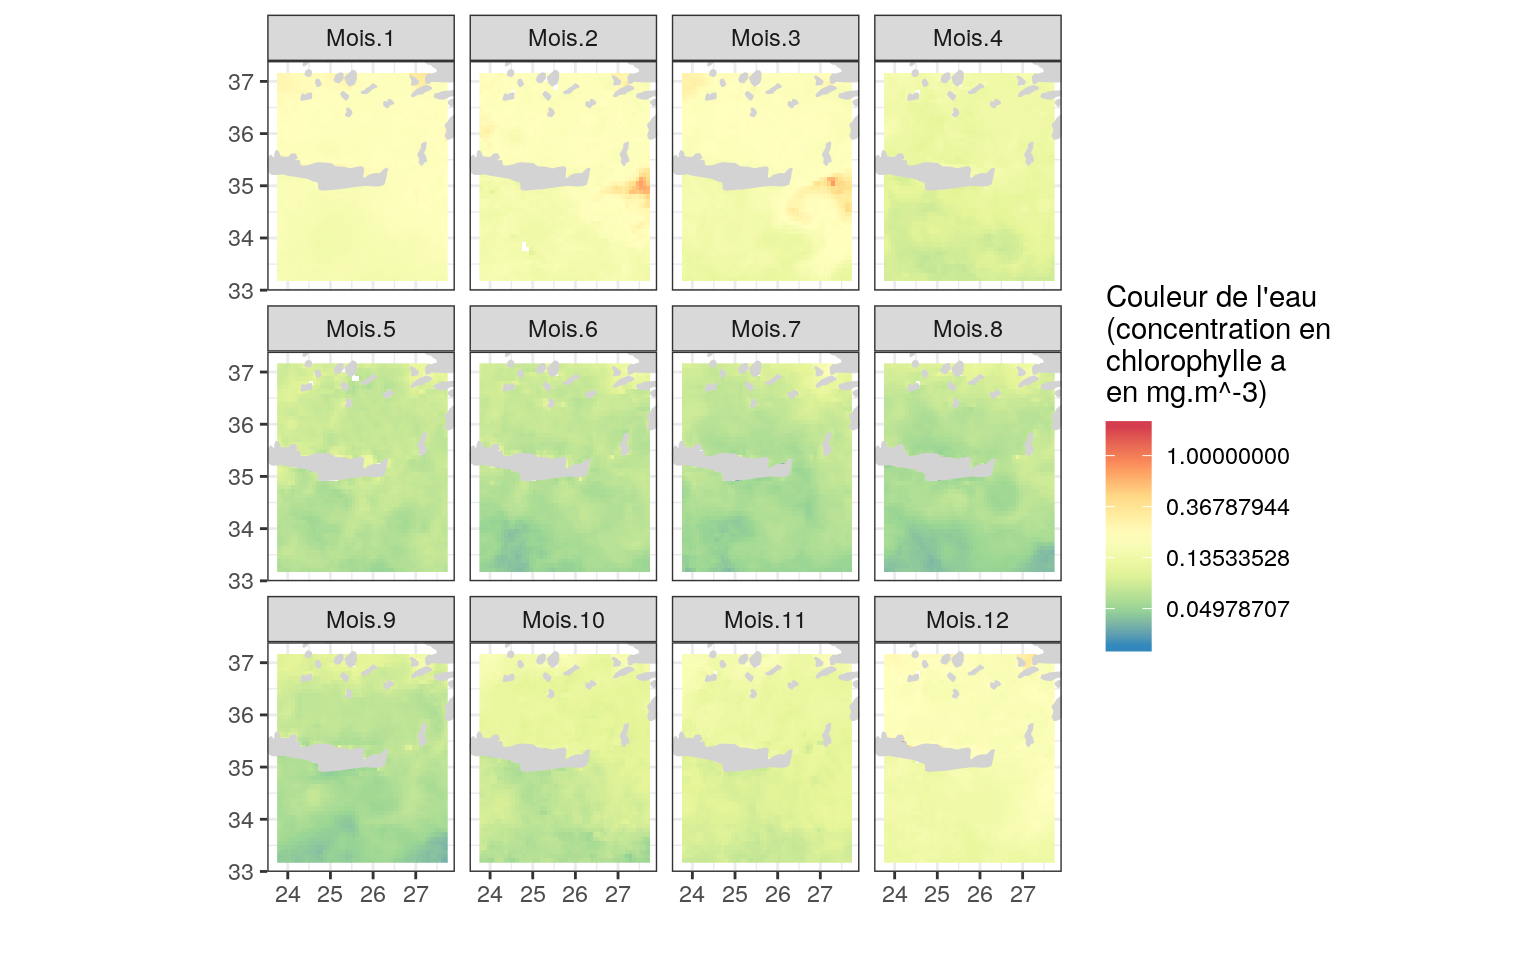 Mois.1 Mois.2 Mois.3 Mois.4
37
36
35
34
33
Mois.5 Mois.6 Mois.7 Mois.8
37
36
35
34
33
Mois.9 Mois.10 Mois.11 Mois.12
37
36
35
34
33
24 25 26 27 24 25 26 27 24 25 26 27 24 25 26 27
Couleur de l'eau
(concentration en
chlorophylle a
en mg.m^-3)
1.00000000
0.36787944
0.13533528
0.04978707